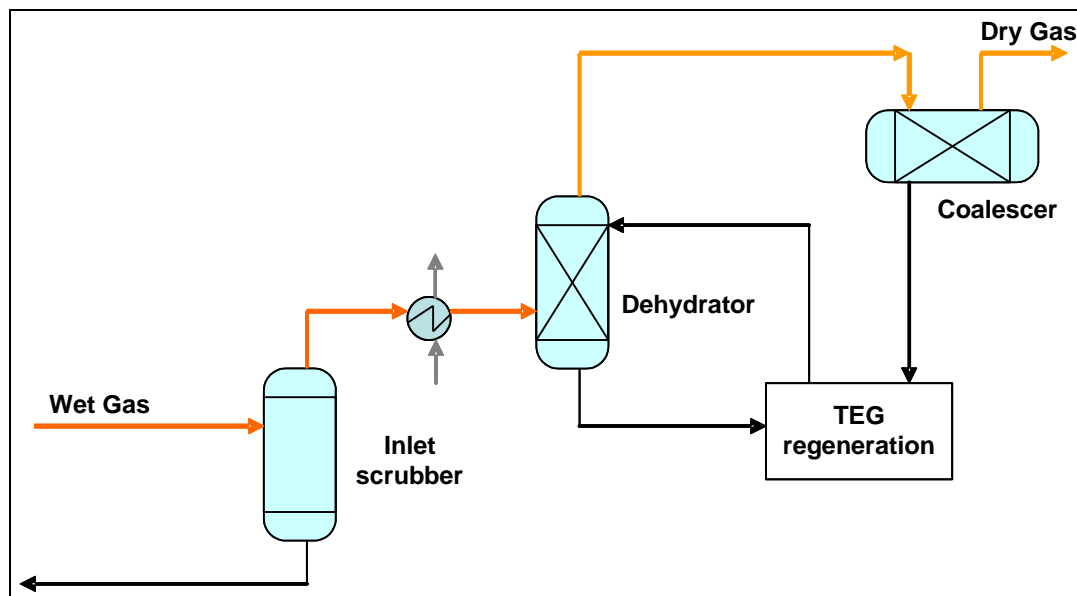 Dry Gas
Coalescer
Dehydrator
Wet Gas
Inlet
scrubber
TEG
regeneration